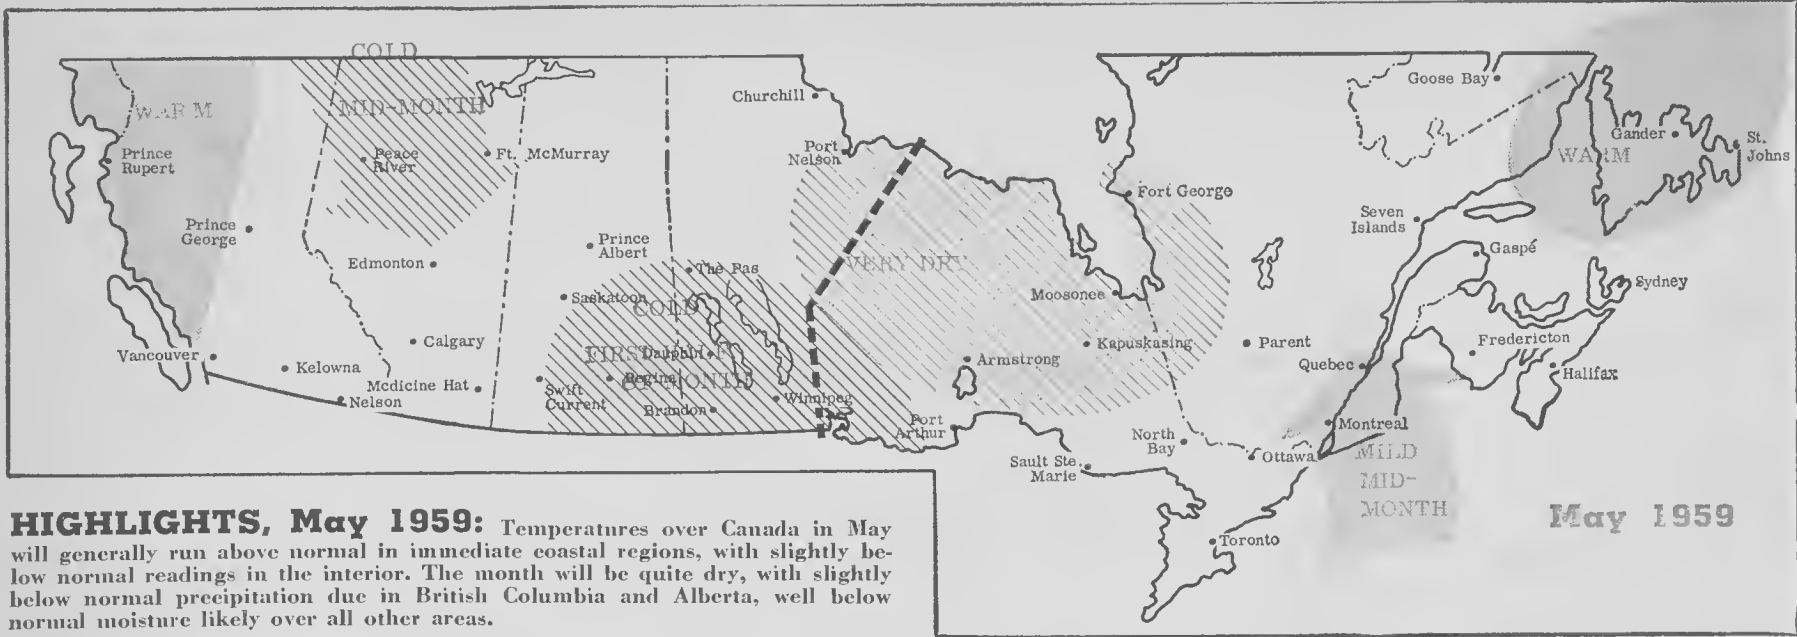 COLD
WARM
MID-MONTH
Churchill
Goose Bay
Gander
St.
Johns
WARM
Prince
Rupert
Peace
River
Ft. McMurray
Port
Nelson
Fort George
Prince
George
Seven
Islands
Gaspé
Prince
Albert
Edmonton
The Pas
VERY DRY
Saskatoon
COLD
Moosonee
Sydney
Calgary
Vancouver
FIRST HALF
Dauphin
Kapuskasing
Parent
Fredericton
Kelowna
Armstrong
Quebec
Halifax
Medicine Hat
Regina
OF MONTH
Nelson
Swift
Current
Brandon
Winnipeg
Port
Arthur
North
Bay
Montreal
Ottawa
Sault Ste.
Marie
MILD
MID-
MONTH
Toronto
May 1959
HIGHLIGHTS, May 1959: Temperatures over Canada in May
will generally run above normal in immediate coastal regions, with slightly be-
low normal readings in the interior. The month will be quite dry, with slightly
below normal precipitation due in British Columbia and Alberta, well below
normal moisture likely over all other areas.